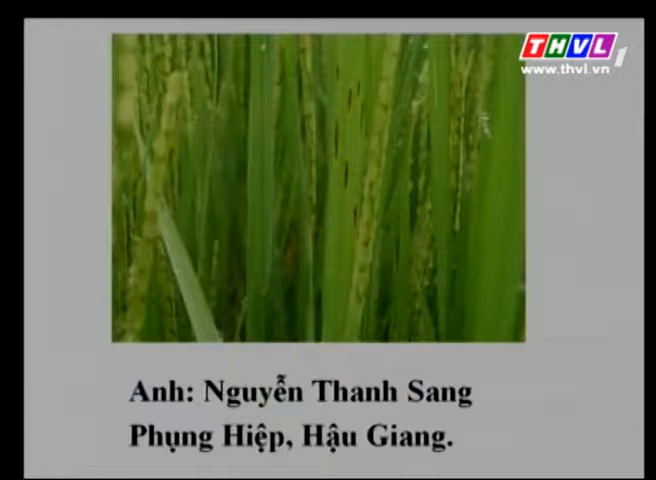 THVL1
www.thvl.vn
Anh: Nguyễn Thanh Sang
Phụng Hiệp, Hậu Giang.